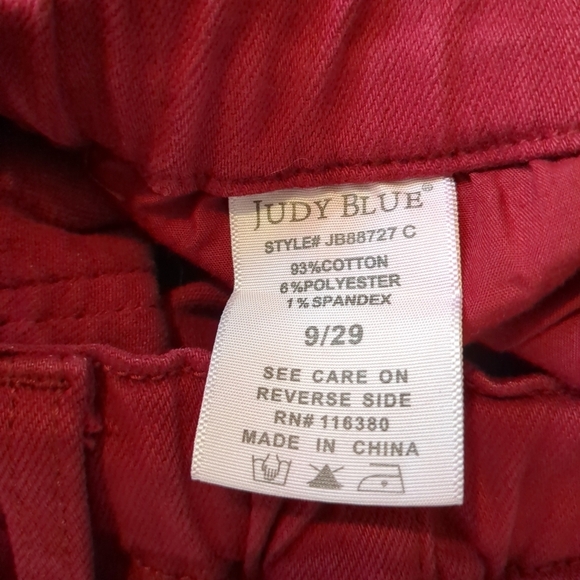 JUDY BLUE®
STYLE# JB88727 C
93%COTTON
6%POLYESTER
1%SPANDEX
9/29
SEE CARE ON
REVERSE SIDE
RN# 116380
MADE IN CHINA